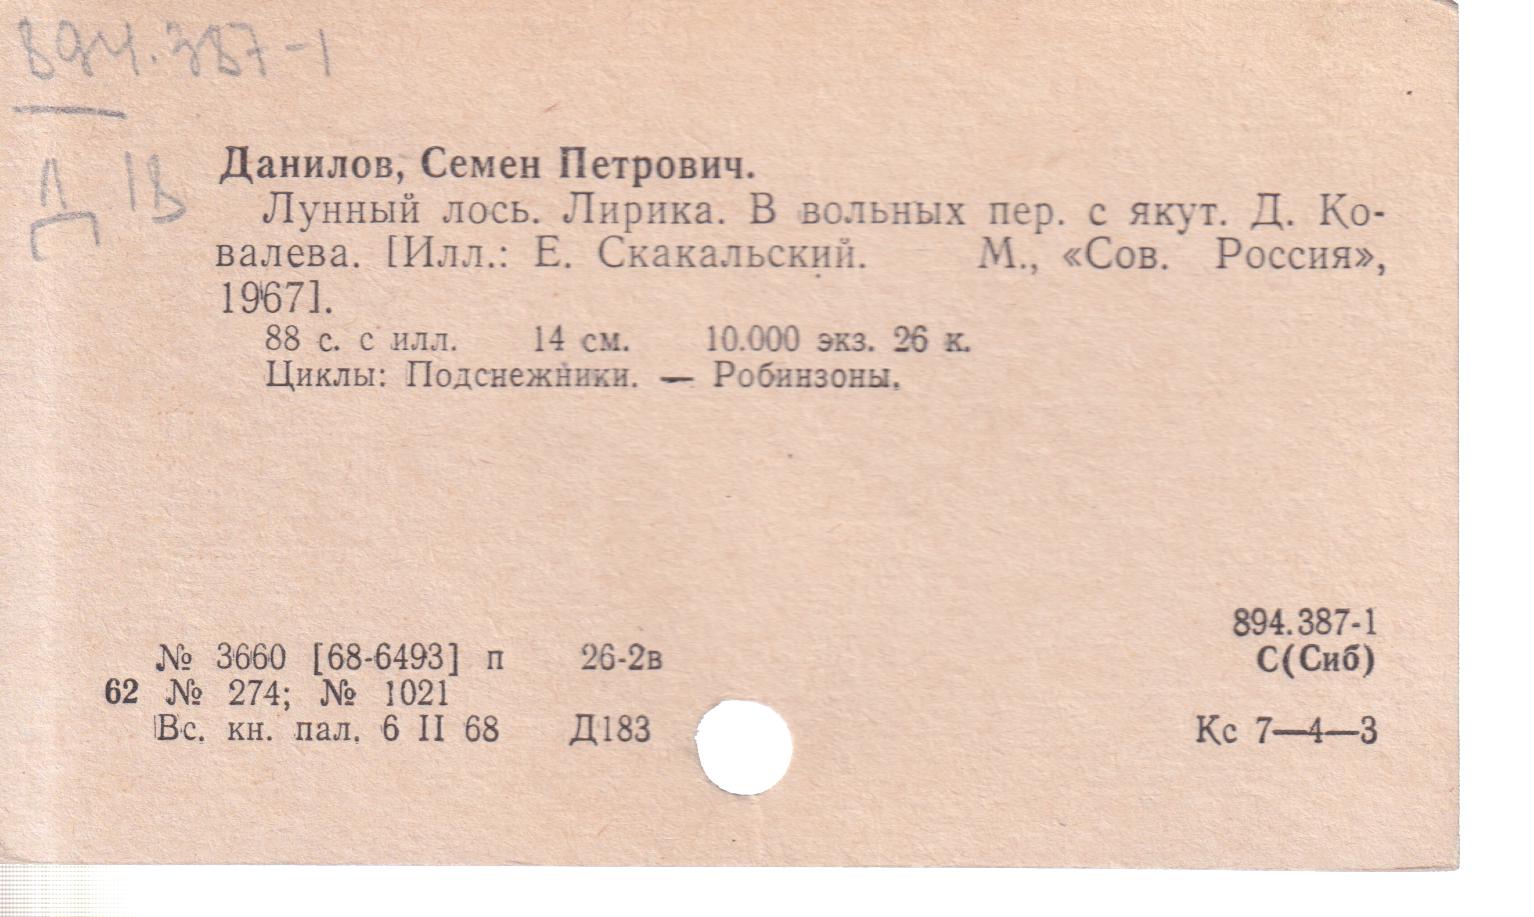 894.387-1
Д 18
Данилов, Семен Петрович.
Лунный лось. Лирика. В вольных пер. с якут. Д. Ко-
валева. [Илл.: Е. Скакальский. М., «Сов. Россия»,
1967].
88 с. с илл. 14 см. 10.000 экз. 26 к.
Циклы: Подснежники. — Робинзоны.
894.387-1
№ 3660 [68-6493] п 26-2в С(Сиб)
62 № 274; № 1021
Вс. кн. пал. 6 II 68 Д183 Кс 7—4—3